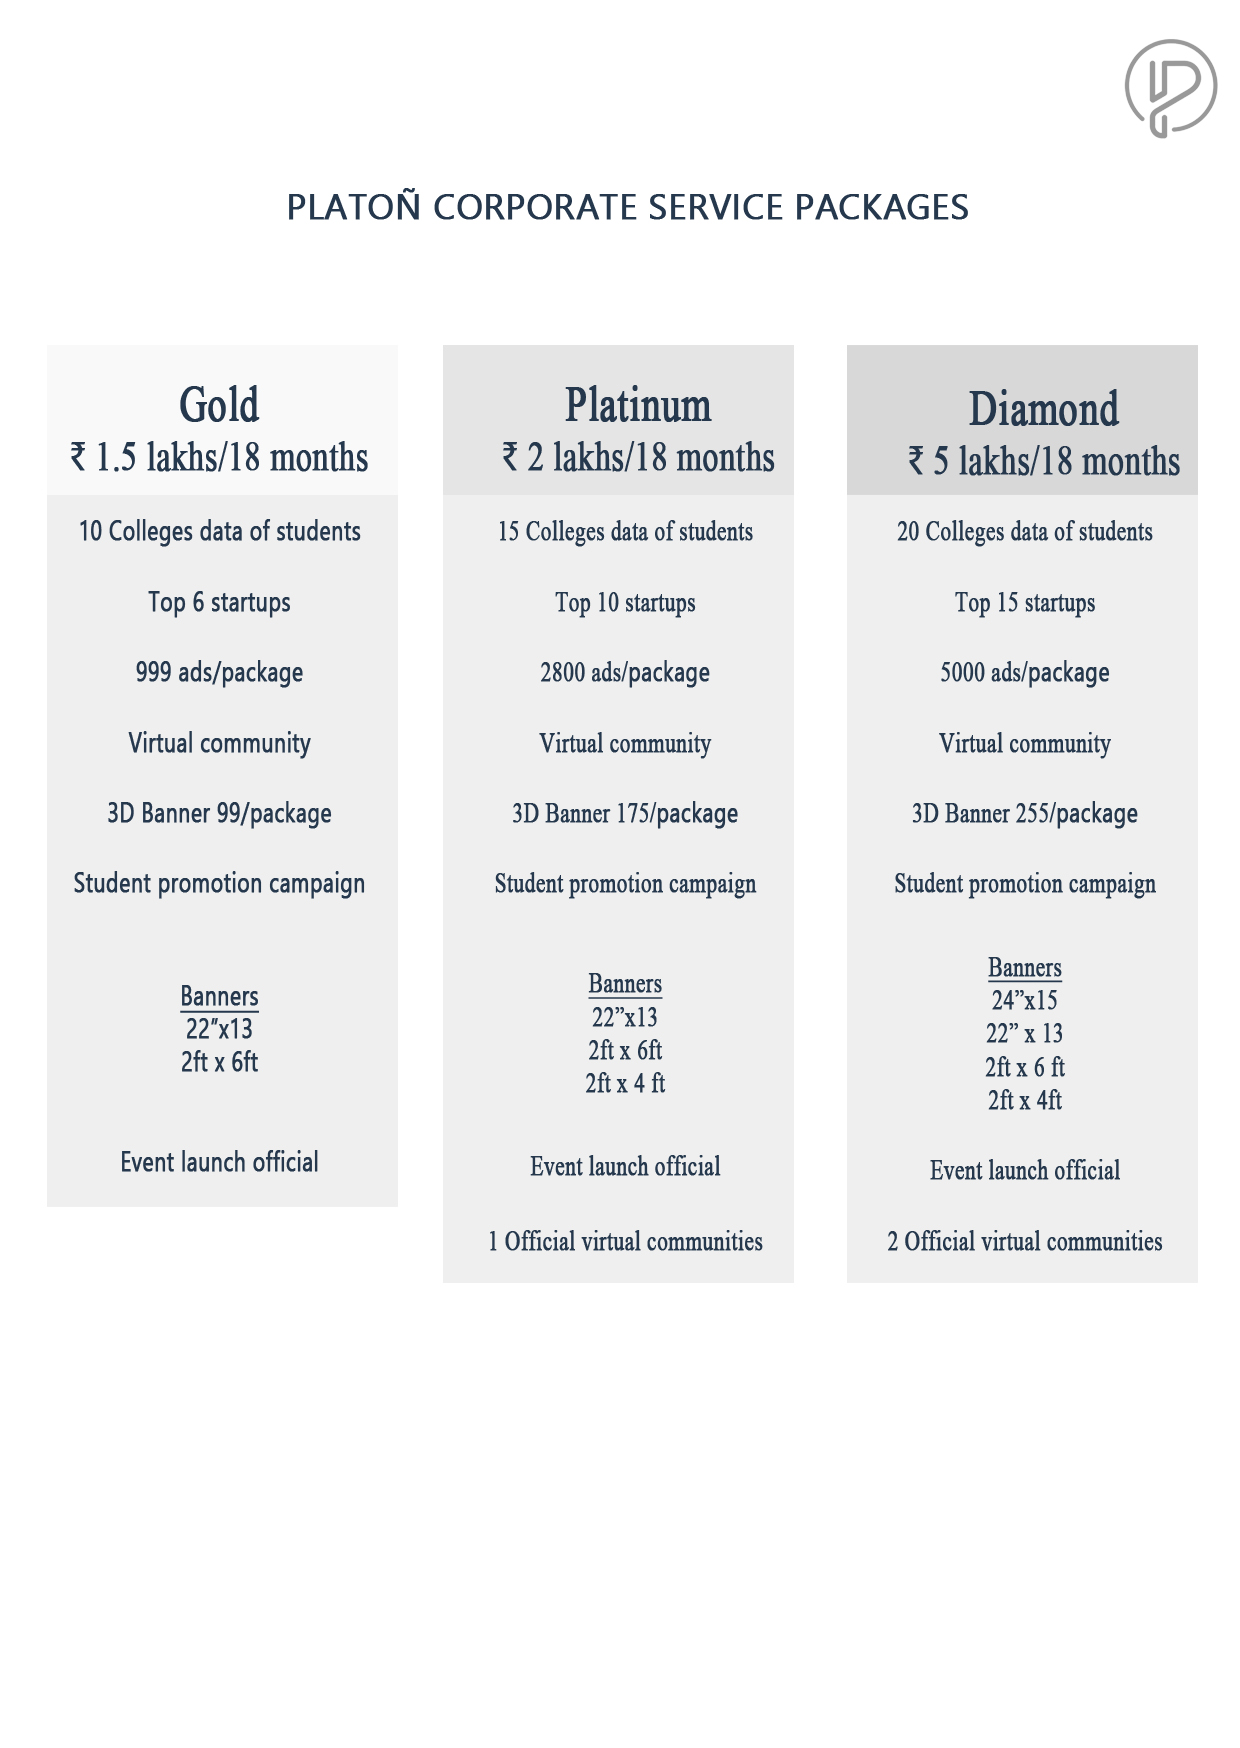 PLATOÑ CORPORATE SERVICE PACKAGES
Gold
₹ 1.5 lakhs/18 months
10 Colleges data of students
Top 6 startups
999 ads/package
Virtual community
3D Banner 99/package
Student promotion campaign
Banners
22”x13
2ft x 6ft
Event launch official
Platinum
₹ 2 lakhs/18 months
15 Colleges data of students
Top 10 startups
2800 ads/package
Virtual community
3D Banner 175/package
Student promotion campaign
Banners
22”x13
2ft x 6ft
2ft x 4 ft
Event launch official
1 Official virtual communities
Diamond
₹ 5 lakhs/18 months
20 Colleges data of students
Top 15 startups
5000 ads/package
Virtual community
3D Banner 255/package
Student promotion campaign
Banners
24”x15
22” x 13
2ft x 6 ft
2ft x 4ft
Event launch official
2 Official virtual communities